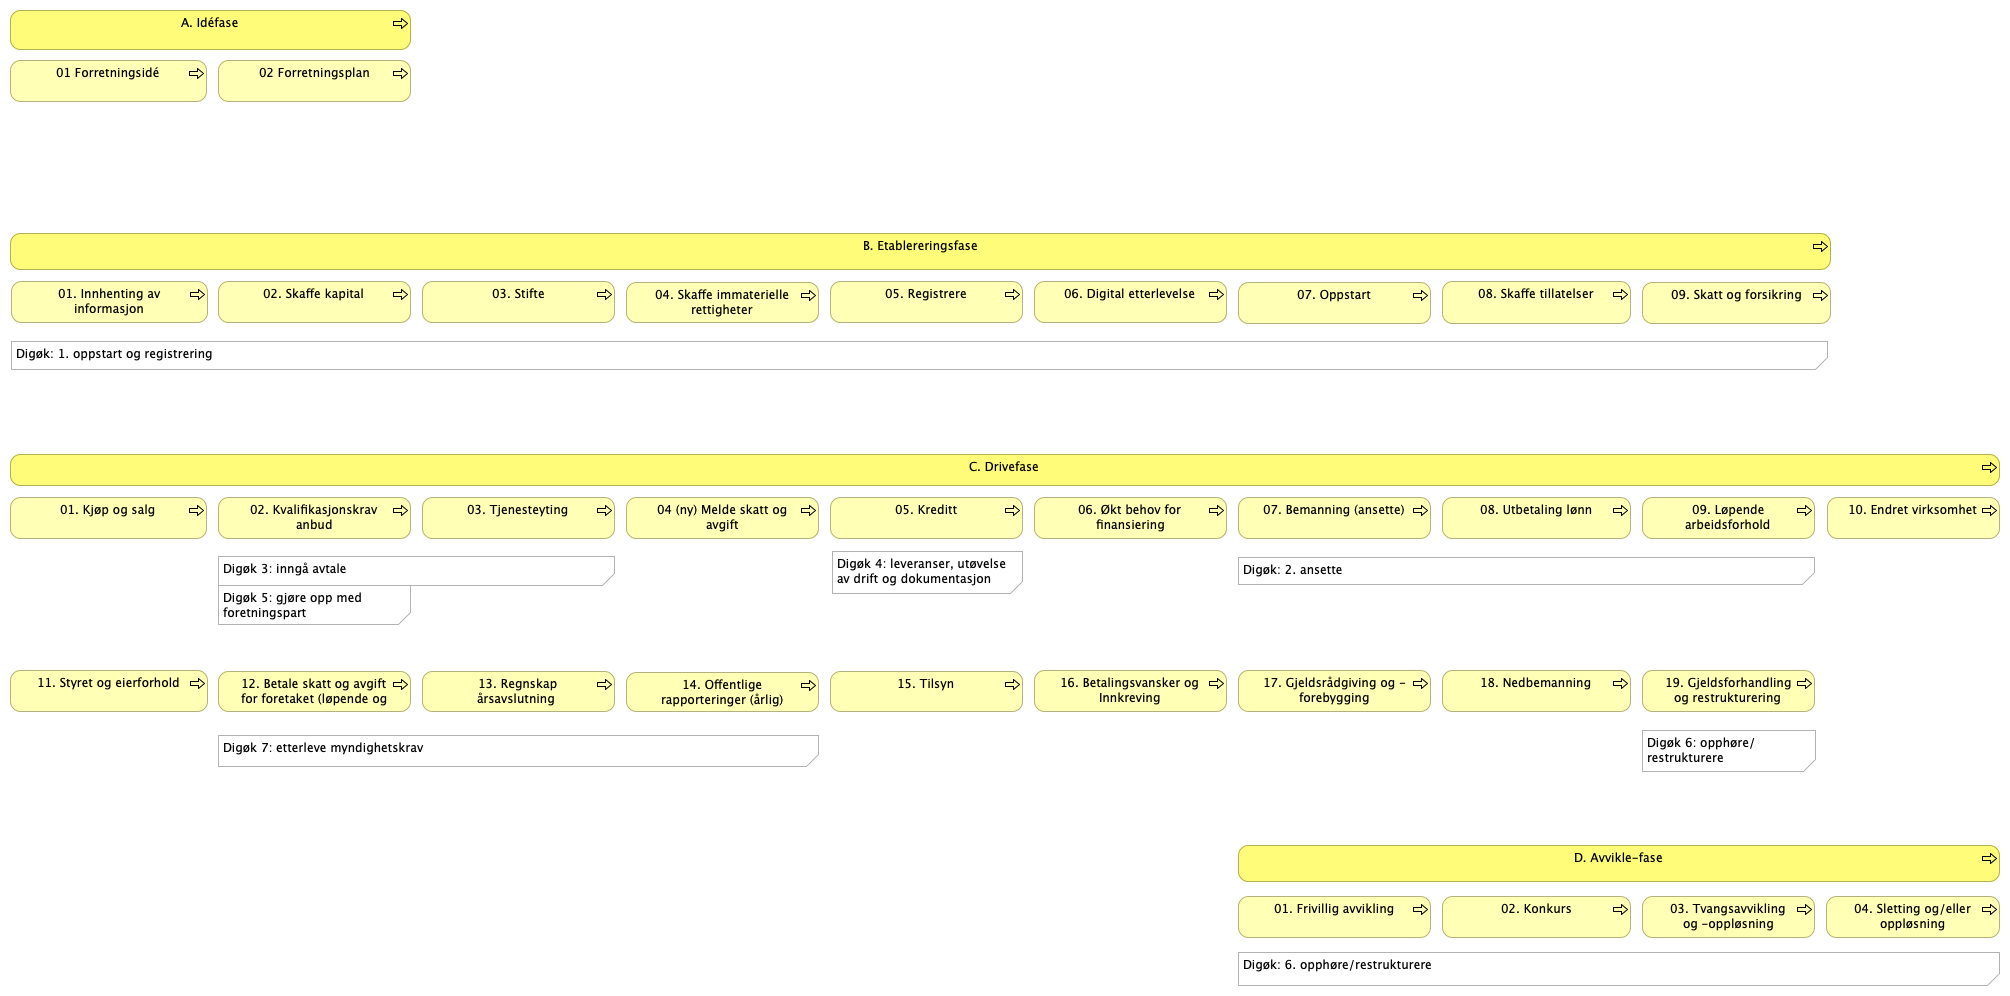 A. Idéfase
01 Forretningsidé
02 Forretningsplan
B. Etablereringsfase
01. Innhenting av
informasjon
02. Skaffe kapital
03. Stifte
04. Skaffe immaterielle
rettigheter
05. Registrere
06. Digital etterlevelse
07. Oppstart
08. Skaffe tillatelser
09. Skatt og forsikring
Digøk: 1. oppstart og registrering
C. Drivefase
01. Kjøp og salg
02. Kvalifikasjonskrav
anbud
03. Tjenesteyting
04 (ny) Melde skatt og
avgift
05. Kreditt
06. Økt behov for
finansiering
07. Bemanning (ansette)
08. Utbetaling lønn
09. Løpende
arbeidsforhold
10. Endret virksomhet
Digøk 3: inngå avtale
Digøk 5: gjøre opp med
foretningspart
Digøk 4: leveranser, utøvelse
av drift og dokumentasjon
Digøk: 2. ansette
11. Styret og eierforhold
12. Betale skatt og avgift
for foretaket (løpende og
13. Regnskap
årsavslutning
14. Offentlige
rapporteringer (årlig)
15. Tilsyn
16. Betalingsvansker og
Innkreving
17. Gjeldsrådgiving og -
forebygging
18. Nedbemanning
19. Gjeldsforhandling
og restrukturering
Digøk 7: etterleve myndighetskrav
Digøk 6: opphøre/
restrukturere
D. Avvikle-fase
01. Frivillig avvikling
02. Konkurs
03. Tvangsavvikling
og -oppløsning
04. Sletting og/eller
oppløsning
Digøk: 6. opphøre/restrukturere